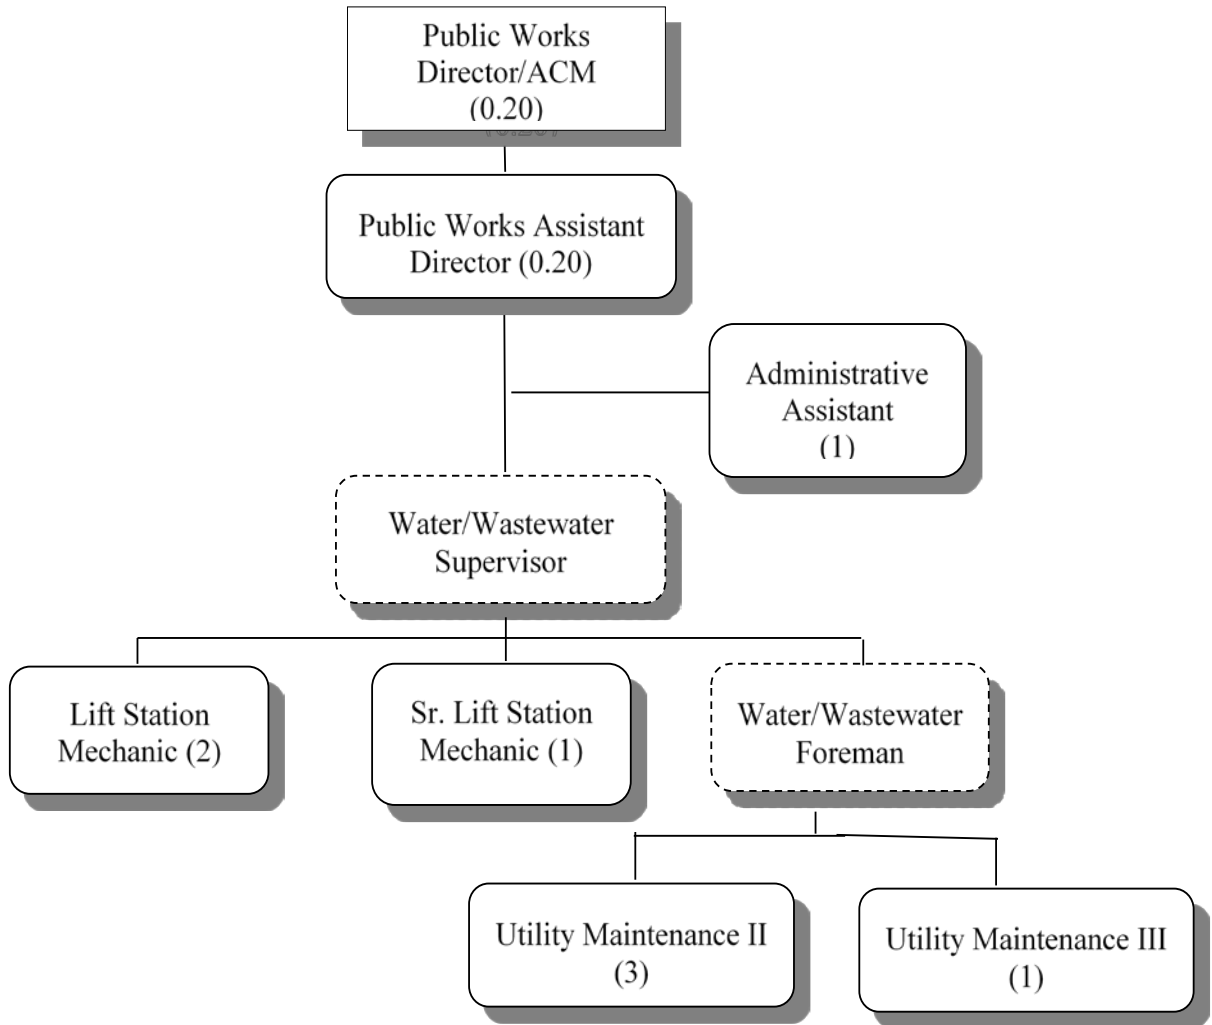 Public Works
Director/ACM
(0.20)
Public Works Assistant
Director (0.20)
Administrative
Assistant
(1)
Water/Wastewater
Supervisor
Lift Station
Mechanic (2)
Sr. Lift Station
Mechanic (1)
Water/Wastewater
Foreman
Utility Maintenance II
(3)
Utility Maintenance III
(1)